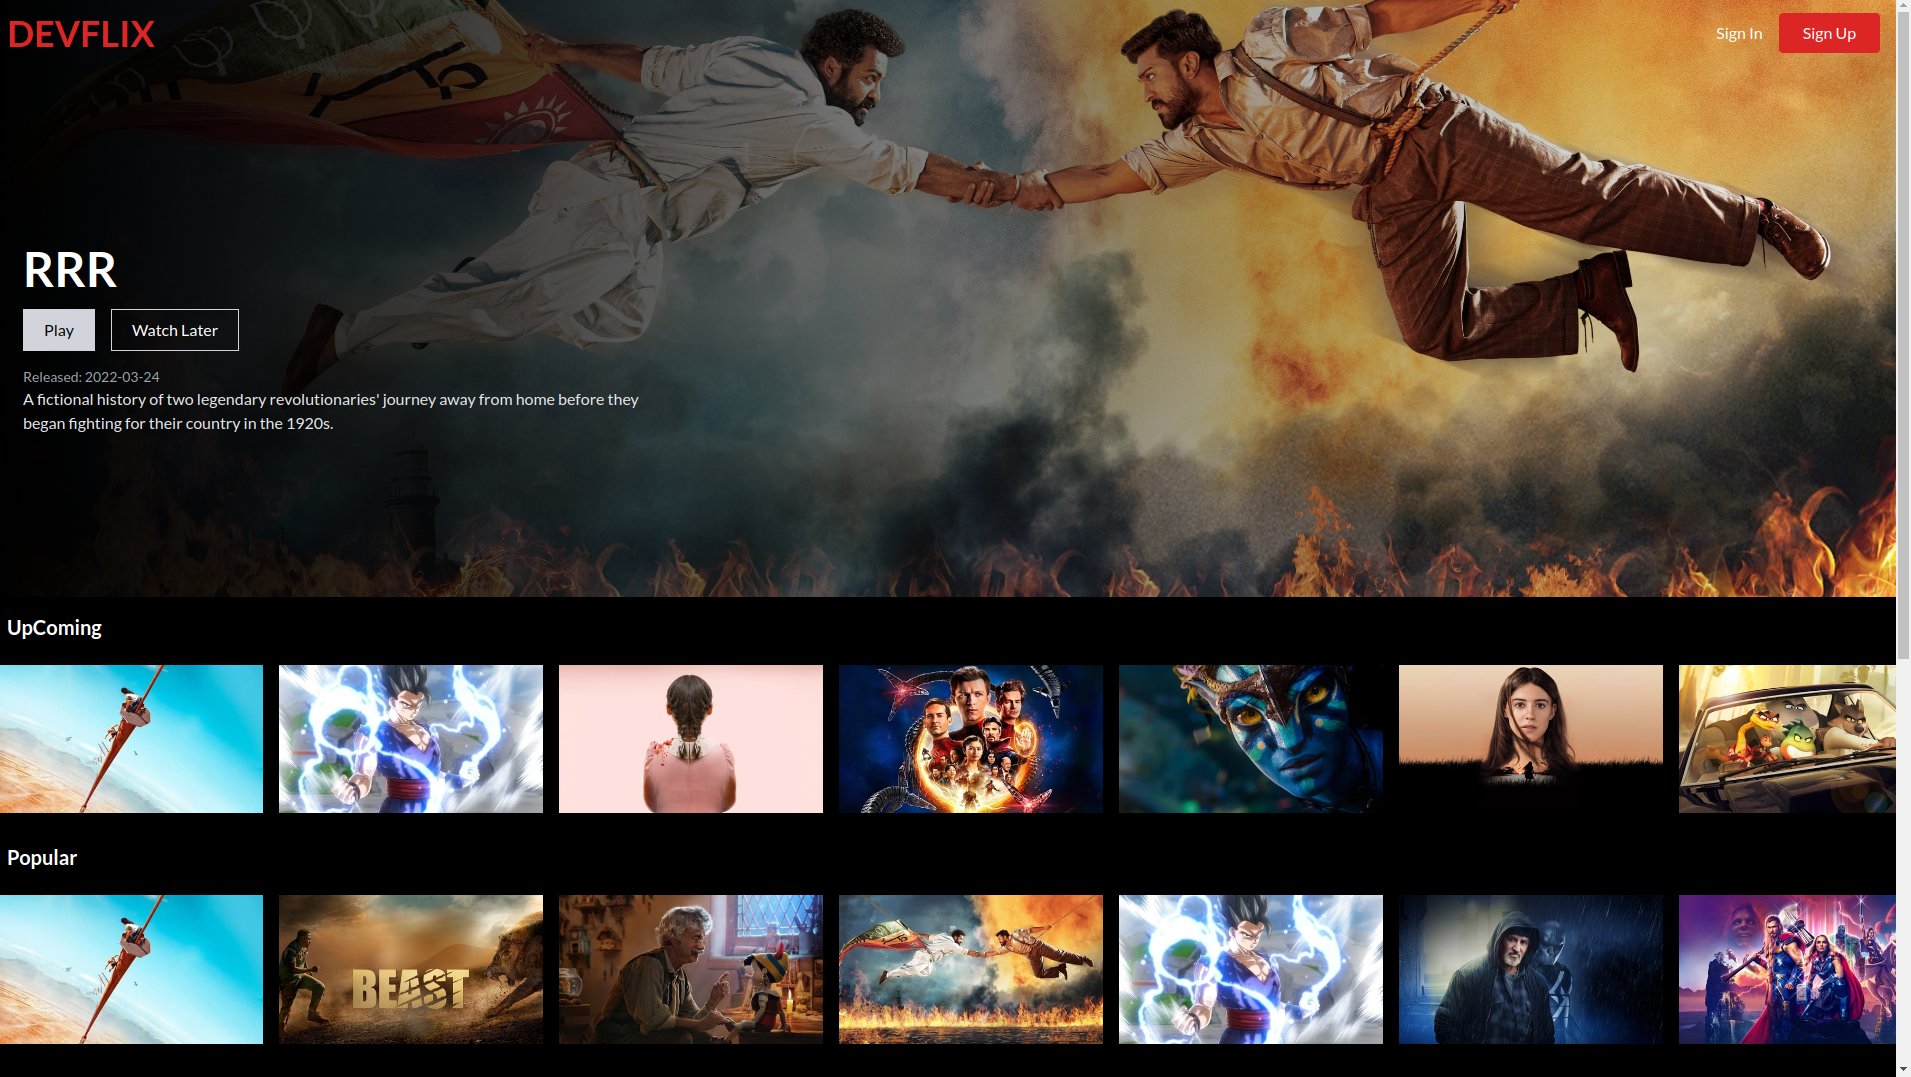 DEVFLIX
Sign In
Sign Up
RRR
Play
Watch Later
Released: 2022-03-24
A fictional history of two legendary revolutionaries' journey away from home before they
began fighting for their country in the 1920s.
UpComing
Popular
BEAST